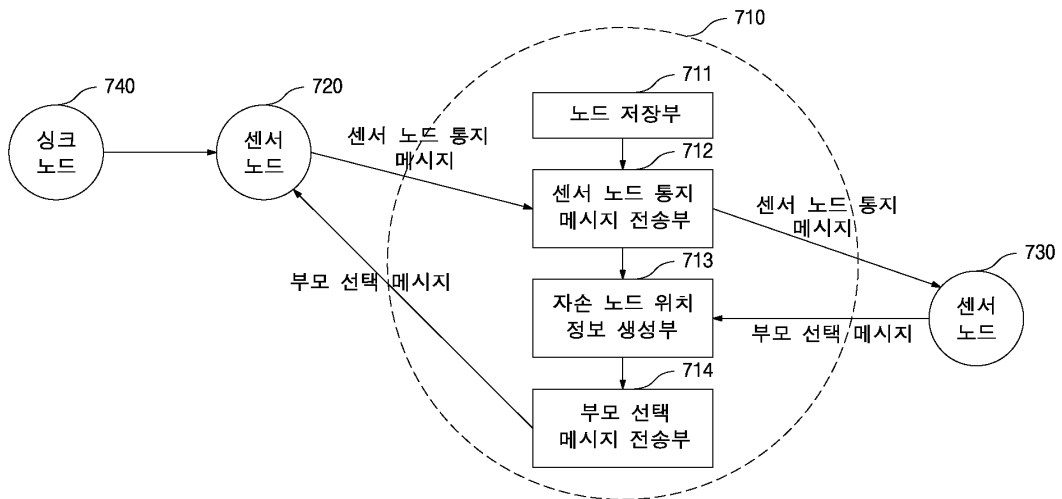 710
740
720
711
노드 저장부
싱크
노드
센서
노드
센서 노드 통지
메시지
712
센서 노드 통지
메시지 전송부
센서 노드 통지
메시지
713
730
부모 선택 메시지
자손 노드 위치
정보 생성부
센서
노드
부모 선택 메시지
714
부모 선택
메시지 전송부